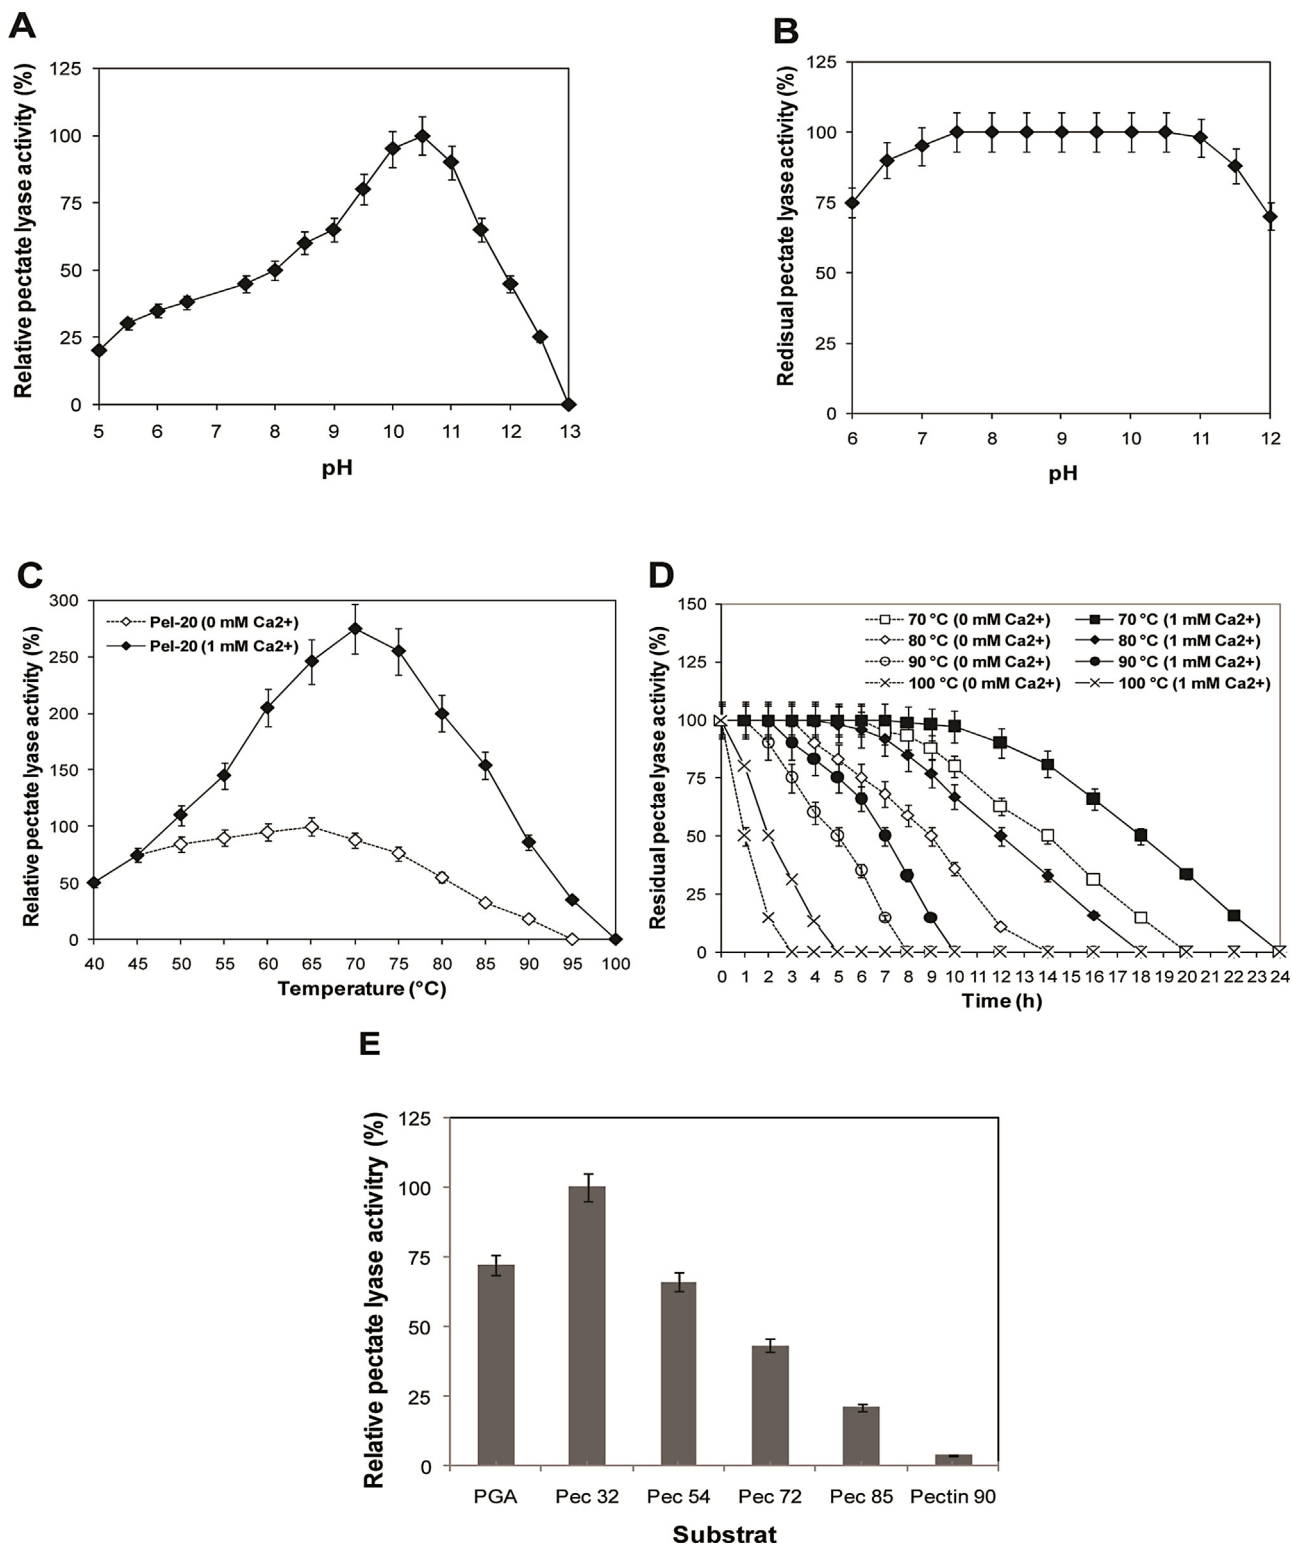 A
Relative pectate lyase activity (%)
125
100
75
50
25
0
5 6 7 8 9 10 11 12 13
pH
B
Redisual pectate lyase activity (%)
125
100
75
50
25
0
6 7 8 9 10 11 12
pH
C
Relative pectate lyase activity (%)
300
250
200
150
100
50
0
Pel-20 (0 mM Ca2+)
Pel-20 (1 mM Ca2+)
40 45 50 55 60 65 70 75 80 85 90 95 100
Temperature (°C)
D
Residual pectae lyase activity (%)
150
125
100
75
50
25
0
70 °C (0 mM Ca2+) 70 °C (1 mM Ca2+)
80 °C (0 mM Ca2+) 80 °C (1 mM Ca2+)
90 °C (0 mM Ca2+) 90 °C (1 mM Ca2+)
100 °C (0 mM Ca2+) 100 °C (1 mM Ca2+)
0 1 2 3 4 5 6 7 8 9 10 11 12 13 14 15 16 17 18 19 20 21 22 23 24
Time (h)
E
Relative pectate lyase activitry (%)
125
100
75
50
25
0
PGA Pec 32 Pec 54 Pec 72 Pec 85 Pectin 90
Substrat